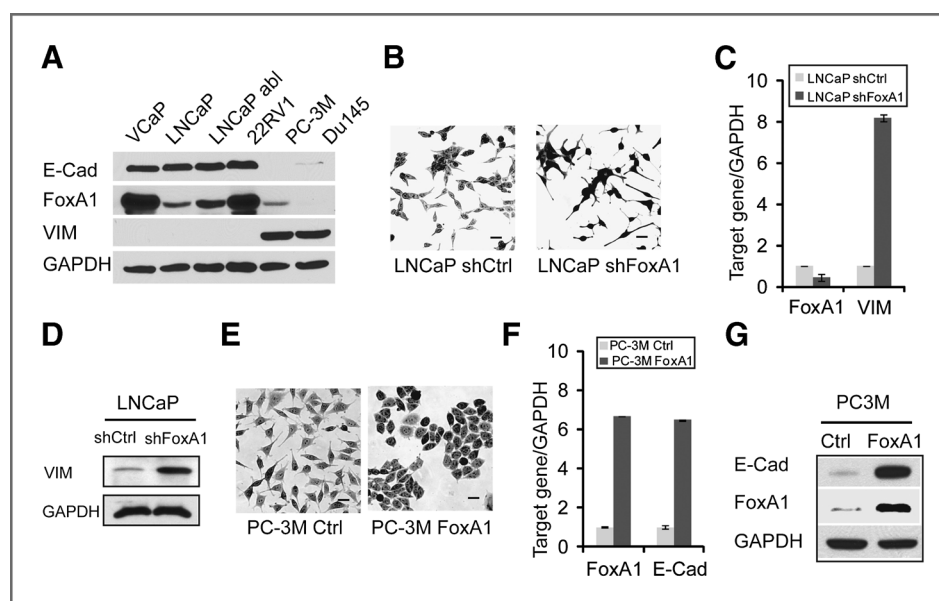 A
VCaP
LNCaP
LNCaP abl
22RV1
PC-3M
Du145
E-Cad
FoxA1
VIM
GAPDH
B
LNCaP shCtrl
LNCaP shFoxA1
C
LNCaP shCtrl
LNCaP shFoxA1
Target gene/GAPDH
10
8
6
4
2
0
FoxA1
VIM
D
LNCaP
shCtrl shFoxA1
VIM
GAPDH
E
PC-3M Ctrl
PC-3M FoxA1
F
PC-3M Ctrl
PC-3M FoxA1
Target gene/GAPDH
10
8
6
4
2
0
FoxA1 E-Cad
G
PC3M
Ctrl FoxA1
E-Cad
FoxA1
GAPDH